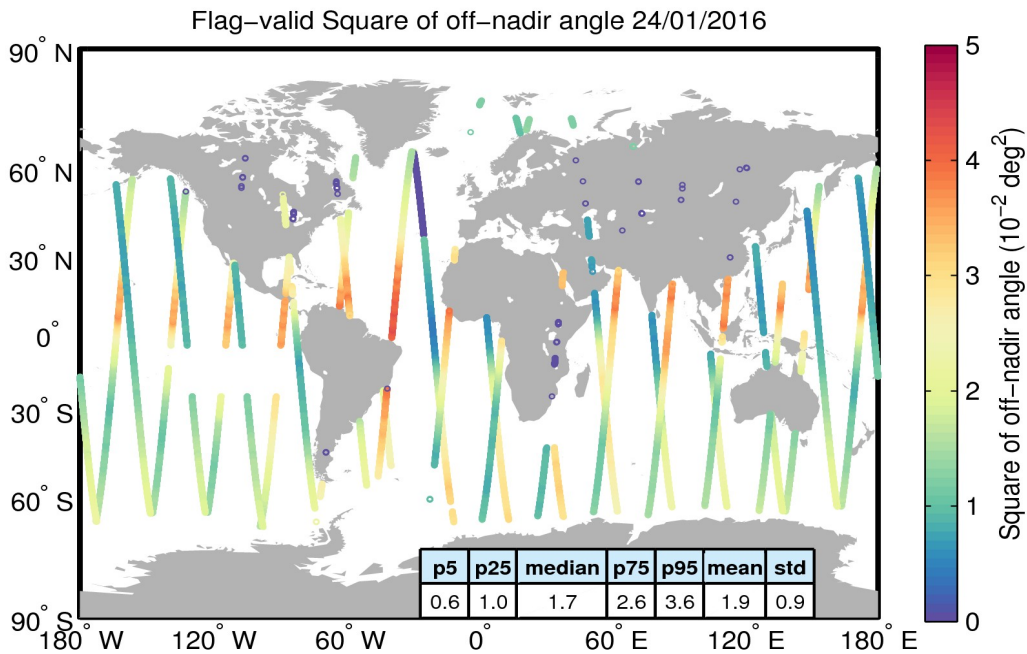 Flag−valid Square of off−nadir angle 24/01/2016
90° N
60° N
30° N
0°
30° S
60° S
90° S
180° W
120° W
60° W
0°
60° E
120° E
180° E
p5 p25 median p75 p95 mean std
0.6 1.0 1.7 2.6 3.6 1.9 0.9
5
4
3
2
1
0
Square of off−nadir angle (10⁻² deg²)